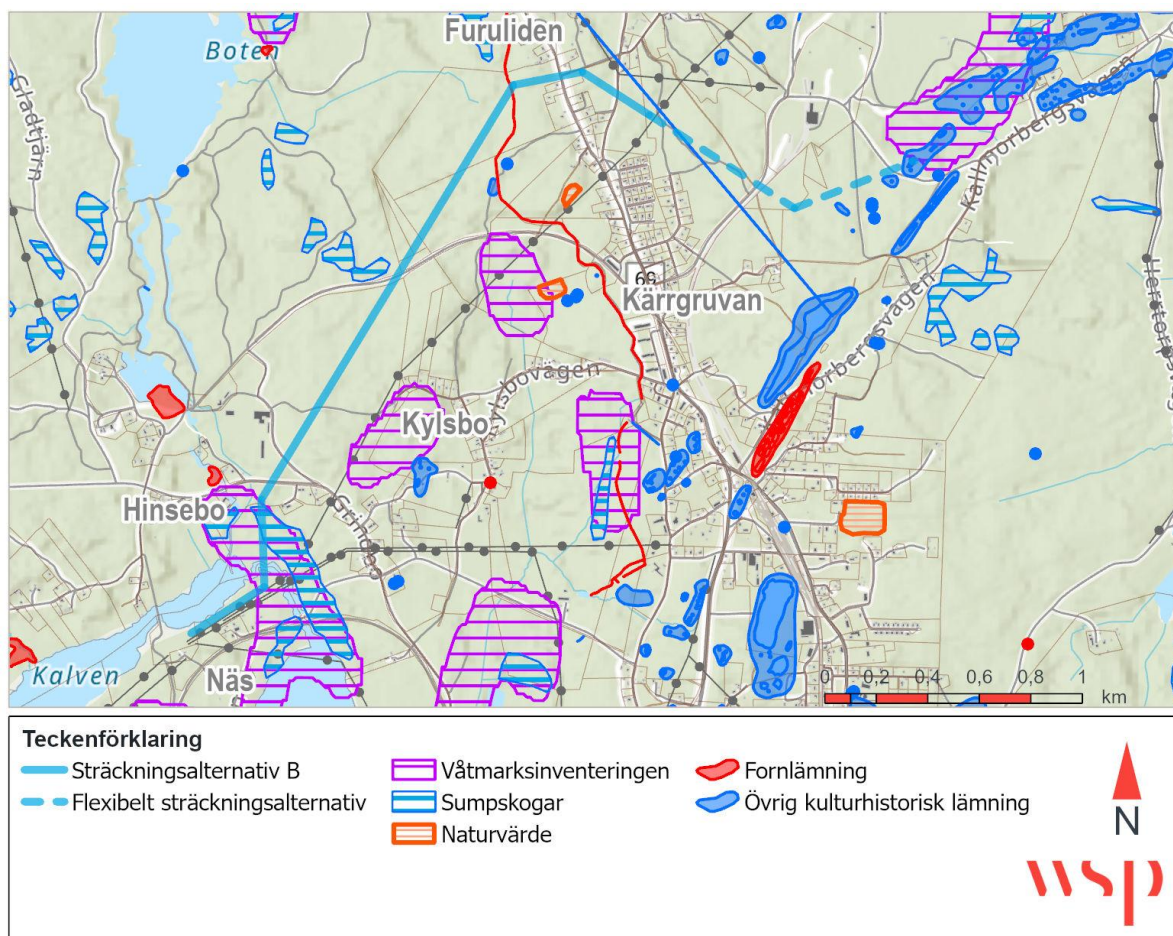 Furuliden
Boten
Gladtjärn
Kallmorbergsvägen
69
Kärrgruvan
Kylsbo
Hinsebo
Näs
Kalven
0 0,2 0,4 0,6 0,8 1
km
Teckenförklaring
Sträckningsalternativ B
Flexibelt sträckningsalternativ
Våtmarksinventeringen
Sumpskogar
Naturvärde
Fornlämning
Övrig kulturhistorisk lämning
N
wsp